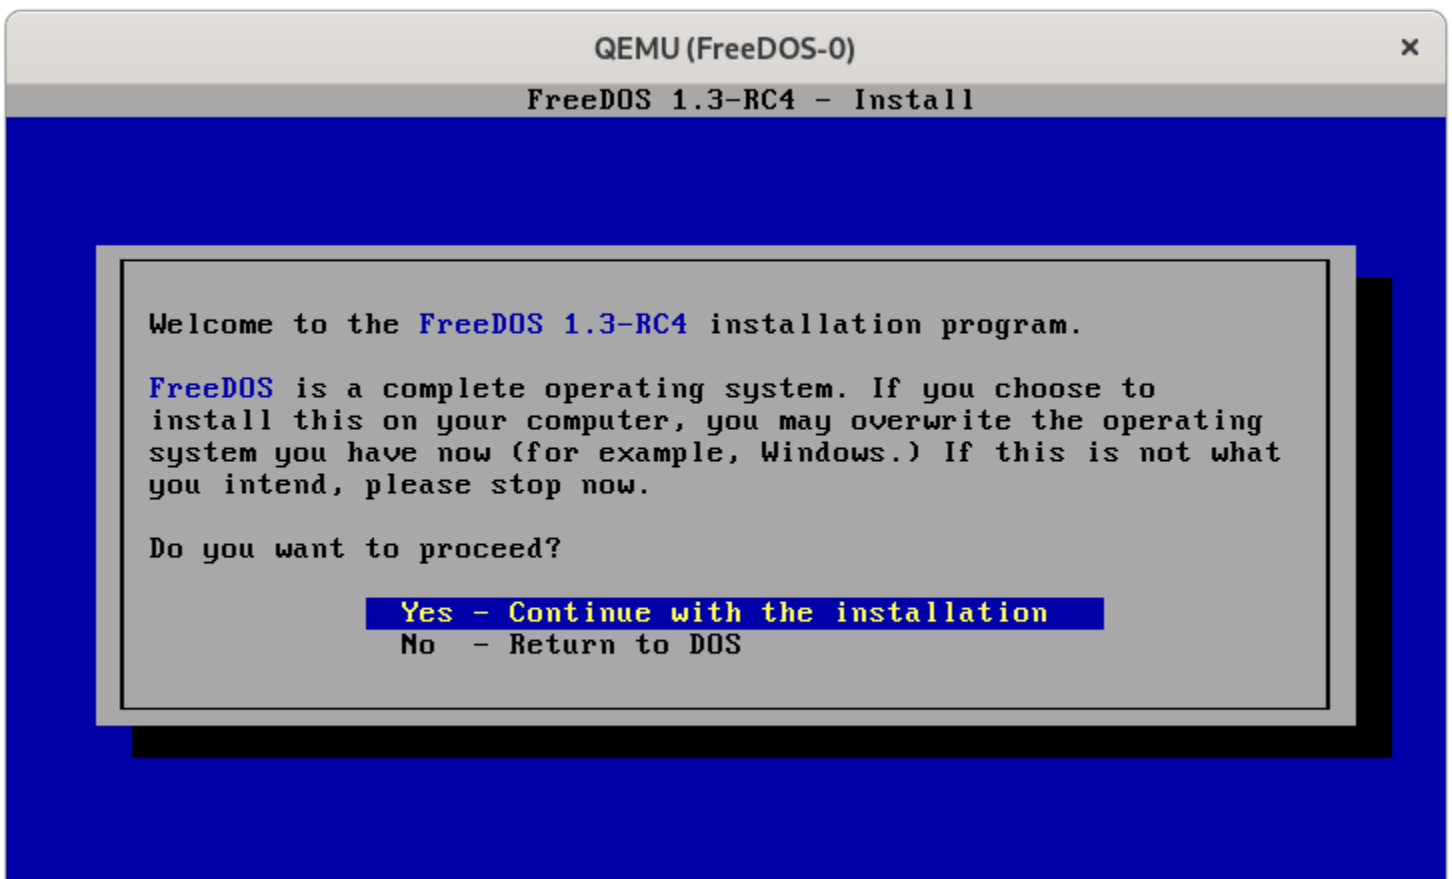 QEMU (FreeDOS-0)
×
FreeDOS 1.3-RC4 - Install
Welcome to the FreeDOS 1.3-RC4 installation program.
FreeDOS is a complete operating system. If you choose to
install this on your computer, you may overwrite the operating
system you have now (for example, Windows.) If this is not what
you intend, please stop now.
Do you want to proceed?
Yes - Continue with the installation
No - Return to DOS